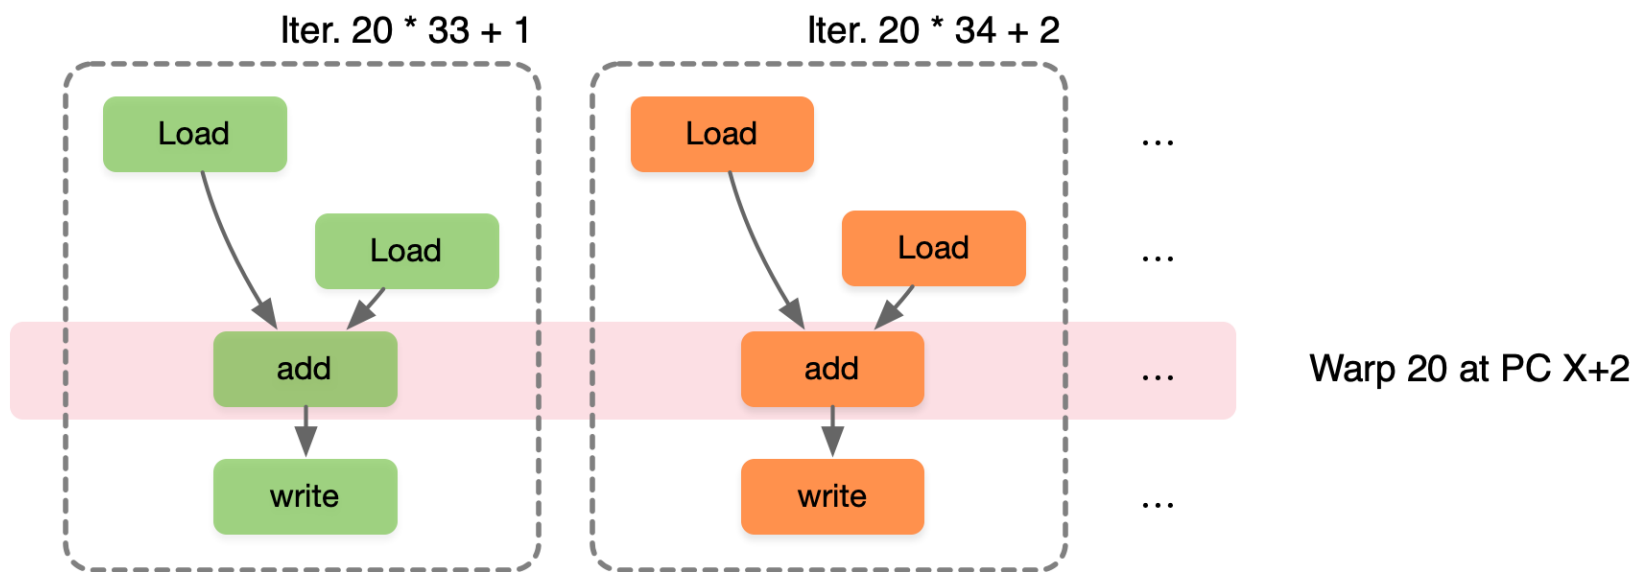 Iter. 20 * 33 + 1
Iter. 20 * 34 + 2
Load
Load
...
Load
Load
...
add
add
...
Warp 20 at PC X+2
write
write
...